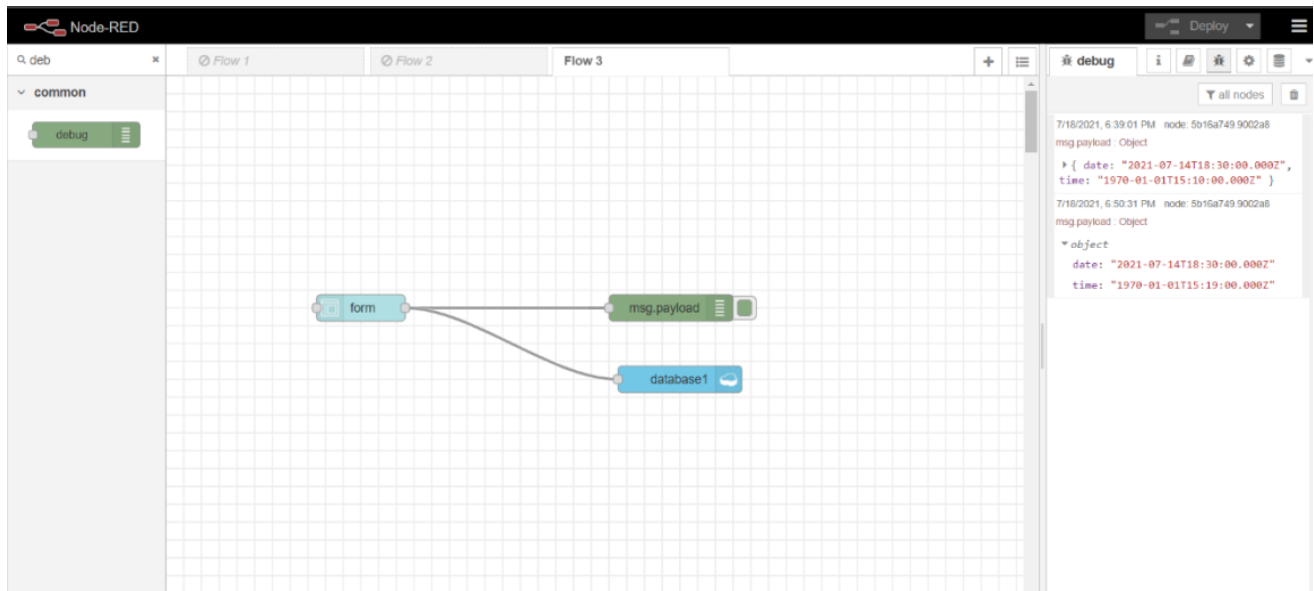 Node-RED
Deploy
deb
Flow 1
Flow 2
Flow 3
debug
i
common
all nodes
debug
7/18/2021, 6:39:01 PM node: 5b16a749.9002a8
msg.payload : Object
{ date: "2021-07-14T18:30:00.000Z",
time: "1970-01-01T15:10:00.000Z" }
7/18/2021, 6:50:31 PM node: 5b16a749.9002a8
msg.payload : Object
object
date: "2021-07-14T18:30:00.000Z"
time: "1970-01-01T15:19:00.000Z"
form
msg.payload
database1